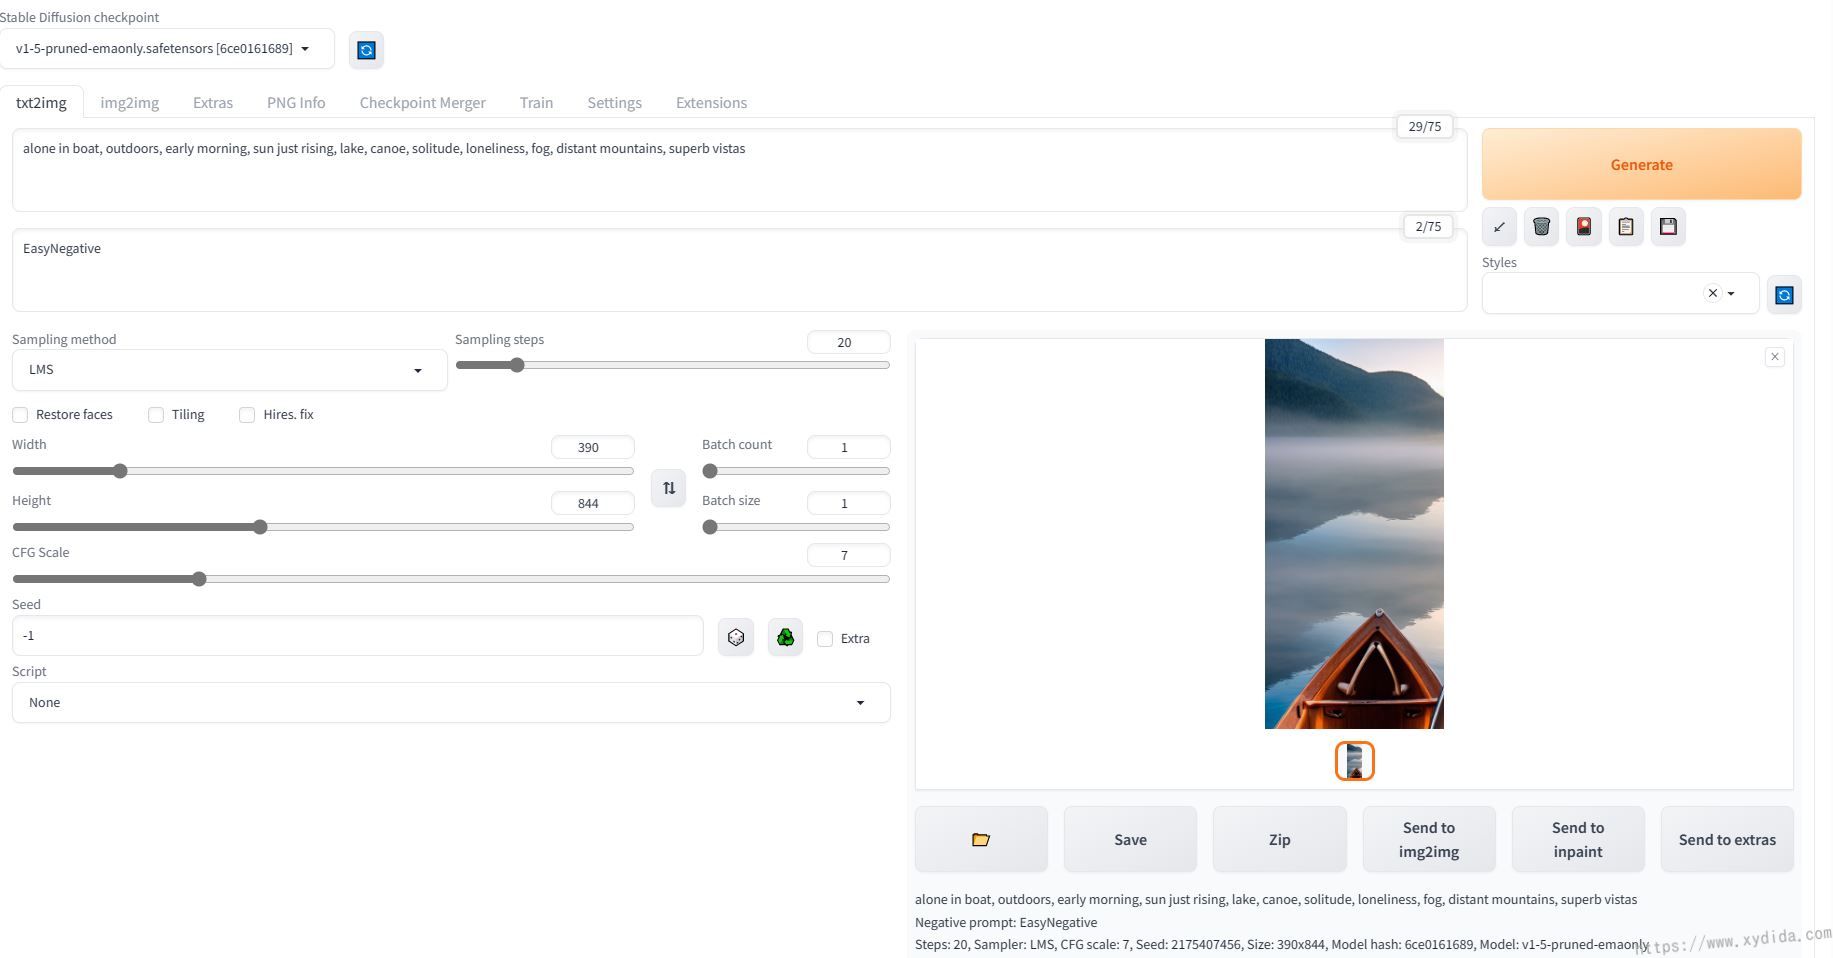 Stable Diffusion checkpoint
v1-5-pruned-emaonly.safetensors [6ce0161689]
txt2img img2img Extras PNG Info Checkpoint Merger Train Settings Extensions
29/75
alone in boat, outdoors, early morning, sun just rising, lake, canoe, solitude, loneliness, fog, distant mountains, superb vistas
Generate
2/75
EasyNegative
Styles
Sampling method
LMS
Sampling steps
20
Restore faces Tiling Hires. fix
Width
390
Batch count
1
Height
844
Batch size
1
CFG Scale
7
Seed
-1
Extra
Script
None
Save
Zip
Send to
img2img
Send to
inpaint
Send to extras
alone in boat, outdoors, early morning, sun just rising, lake, canoe, solitude, loneliness, fog, distant mountains, superb vistas
Negative prompt: EasyNegative
Steps: 20, Sampler: LMS, CFG scale: 7, Seed: 2175407456, Size: 390x844, Model hash: 6ce0161689, Model: v1-5-pruned-emaonly
https://www.xydida.com